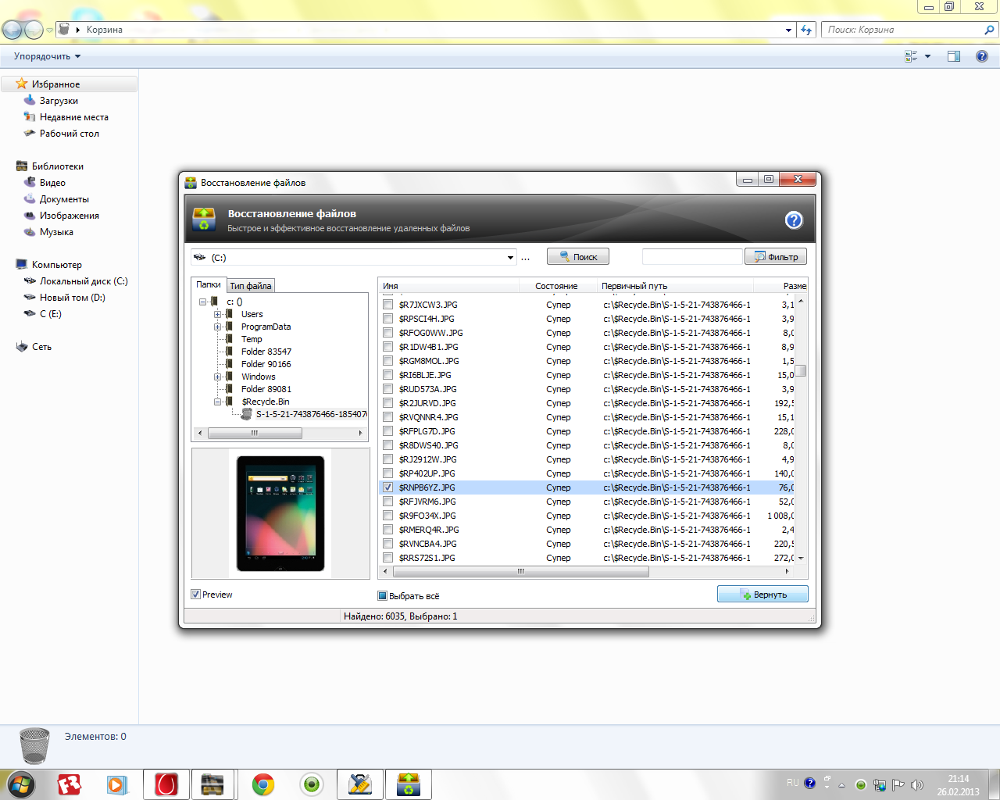 Корзина
Поиск: Корзина
Упорядочить
Избранное
Загрузки
Недавние места
Рабочий стол
Библиотеки
Видео
Документы
Изображения
Музыка
Компьютер
Локальный диск (C:)
Новый том (D:)
C (E:)
Сеть
Восстановление файлов
Восстановление файлов
Быстрое и эффективное восстановление удаленных файлов
(C:)
...
Поиск
Фильтр
Папки
Тип файла
c: ()
Users
ProgramData
Temp
Folder 83547
Folder 90166
Windows
Folder 89081
$Recycle.Bin
S-1-5-21-743876466-185407
Имя Состояние Первичный путь Разме
$R7JXCW3.JPG Супер c:\$Recycle.Bin\S-1-5-21-743876466-1 3,1
$RPSCI4H.JPG Супер c:\$Recycle.Bin\S-1-5-21-743876466-1 3,9
$RFOG0WW.JPG Супер c:\$Recycle.Bin\S-1-5-21-743876466-1 8,0
$R1DW4B1.JPG Супер c:\$Recycle.Bin\S-1-5-21-743876466-1 8,9
$RGM8MOL.JPG Супер c:\$Recycle.Bin\S-1-5-21-743876466-1 1,5
$RI6BLJE.JPG Супер c:\$Recycle.Bin\S-1-5-21-743876466-1 15,0
$RUD573A.JPG Супер c:\$Recycle.Bin\S-1-5-21-743876466-1 3,9
$R2JURVD.JPG Супер c:\$Recycle.Bin\S-1-5-21-743876466-1 192,5
$RVQNNR4.JPG Супер c:\$Recycle.Bin\S-1-5-21-743876466-1 15,1
$RFPLG7D.JPG Супер c:\$Recycle.Bin\S-1-5-21-743876466-1 228,0
$R8DWS40.JPG Супер c:\$Recycle.Bin\S-1-5-21-743876466-1 8,0
$RJ2912W.JPG Супер c:\$Recycle.Bin\S-1-5-21-743876466-1 4,9
$RP402UP.JPG Супер c:\$Recycle.Bin\S-1-5-21-743876466-1 140,0
$RNPB6YZ.JPG Супер c:\$Recycle.Bin\S-1-5-21-743876466-1 76,0
$RFJVRM6.JPG Супер c:\$Recycle.Bin\S-1-5-21-743876466-1 52,0
$R9FO34X.JPG Супер c:\$Recycle.Bin\S-1-5-21-743876466-1 1 008,0
$RMERQ4R.JPG Супер c:\$Recycle.Bin\S-1-5-21-743876466-1 2,4
$RVNCBA4.JPG Супер c:\$Recycle.Bin\S-1-5-21-743876466-1 220,5
$RRS72S1.JPG Супер c:\$Recycle.Bin\S-1-5-21-743876466-1 272,0
Preview
Выбрать всё
Вернуть
Найдено: 6035, Выбрано: 1
Элементов: 0
RU
21:14
26.02.2013